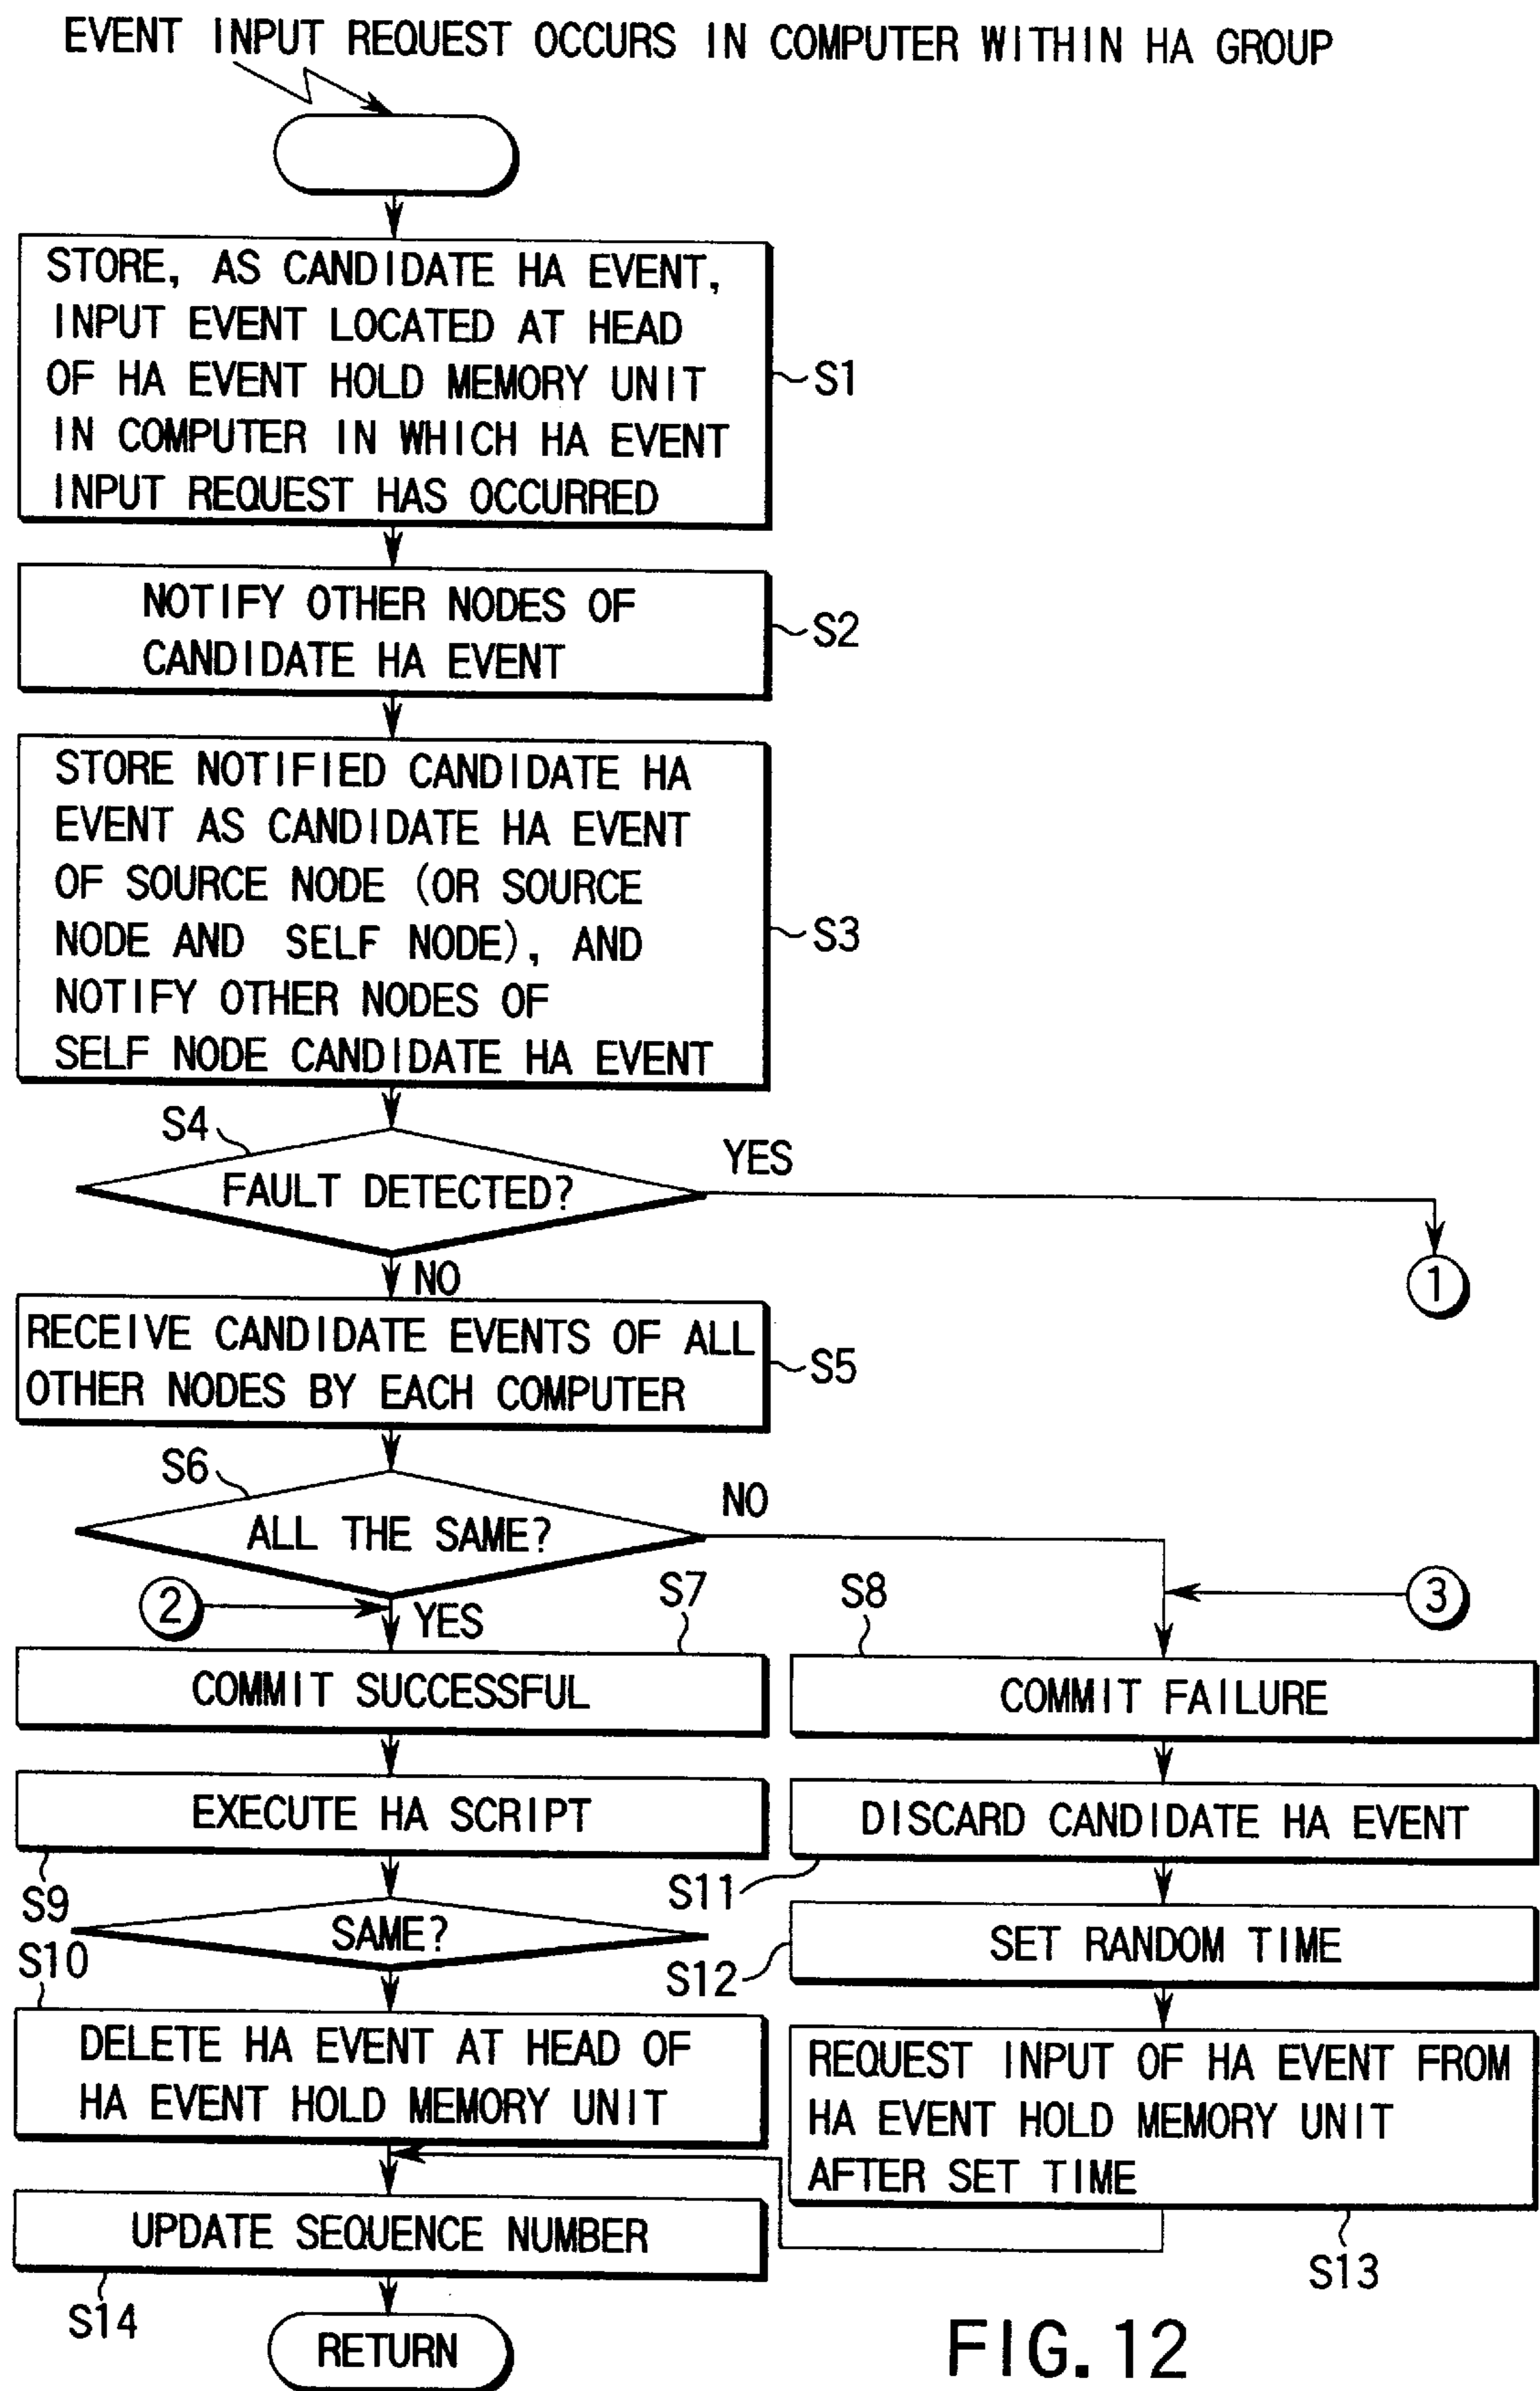 EVENT INPUT REQUEST OCCURS IN COMPUTER WITHIN HA GROUP
STORE, AS CANDIDATE HA EVENT,
INPUT EVENT LOCATED AT HEAD
OF HA EVENT HOLD MEMORY UNIT
IN COMPUTER IN WHICH HA EVENT
INPUT REQUEST HAS OCCURRED
S1
NOTIFY OTHER NODES OF
CANDIDATE HA EVENT
S2
STORE NOTIFIED CANDIDATE HA
EVENT AS CANDIDATE HA EVENT
OF SOURCE NODE (OR SOURCE
NODE AND SELF NODE), AND
NOTIFY OTHER NODES OF
SELF NODE CANDIDATE HA EVENT
S3
S4
FAULT DETECTED?
YES
1
NO
RECEIVE CANDIDATE EVENTS OF ALL
OTHER NODES BY EACH COMPUTER
S5
S6
ALL THE SAME?
NO
2
YES
S7
S8
3
COMMIT SUCCESSFUL
COMMIT FAILURE
EXECUTE HA SCRIPT
DISCARD CANDIDATE HA EVENT
S9
S11
SAME?
SET RANDOM TIME
S10
S12
DELETE HA EVENT AT HEAD OF
HA EVENT HOLD MEMORY UNIT
REQUEST INPUT OF HA EVENT FROM
HA EVENT HOLD MEMORY UNIT
AFTER SET TIME
UPDATE SEQUENCE NUMBER
S13
S14
RETURN
FIG. 12